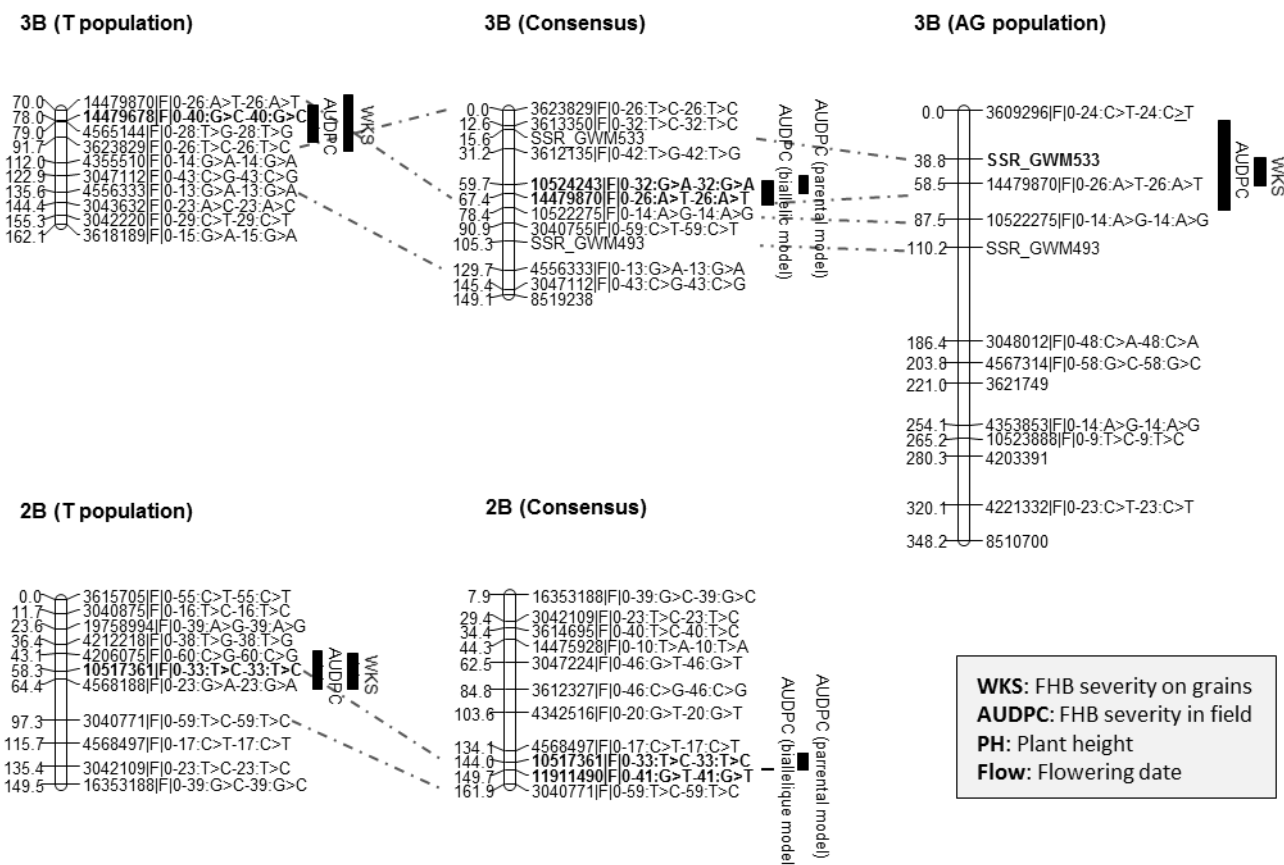 3B (T population)
70.0 14479870|F|0-26:A>T-26:A>T
78.0 14479678|F|0-40:G>C-40:G>C
79.0 4565144|F|0-28:T>G-28:T>G
91.7 3623829|F|0-26:T>C-26:T>C
112.0 4355510|F|0-14:G>A-14:G>A
122.9 3047112|F|0-43:C>G-43:C>G
135.6 4556333|F|0-13:G>A-13:G>A
144.4 3043632|F|0-23:A>C-23:A>C
155.3 3042220|F|0-29:C>T-29:C>T
162.1 3618189|F|0-15:G>A-15:G>A
AUDPC
WKS
3B (Consensus)
0.0 3623829|F|0-26:T>C-26:T>C
12.6 3613350|F|0-32:T>C-32:T>C
15.6 SSR_GWM533
31.2 3612135|F|0-42:T>G-42:T>G
59.7 10524243|F|0-32:G>A-32:G>A
67.4 14479870|F|0-26:A>T-26:A>T
78.4 10522275|F|0-14:A>G-14:A>G
90.9 3040755|F|0-59:C>T-59:C>T
105.3 SSR_GWM493
129.7 4556333|F|0-13:G>A-13:G>A
145.4 3047112|F|0-43:C>G-43:C>G
149.1 8519238
AUDPC (biallelik model)
AUDPC (parental model)
3B (AG population)
0.0 3609296|F|0-24:C>T-24:C>T
38.8 SSR_GWM533
58.5 14479870|F|0-26:A>T-26:A>T
87.5 10522275|F|0-14:A>G-14:A>G
110.2 SSR_GWM493
186.4 3048012|F|0-48:C>A-48:C>A
203.8 4567314|F|0-58:G>C-58:G>C
221.0 3621749
254.1 4353853|F|0-14:A>G-14:A>G
265.2 10523888|F|0-9:T>C-9:T>C
280.3 4203391
320.1 4221332|F|0-23:C>T-23:C>T
348.2 8510700
AUDPC
WKS
2B (T population)
0.0 3615705|F|0-55:C>T-55:C>T
11.7 3040875|F|0-16:T>C-16:T>C
23.6 19758994|F|0-39:A>G-39:A>G
36.4 4212218|F|0-38:T>G-38:T>G
43.1 4206075|F|0-60:C>G-60:C>G
58.3 10517361|F|0-33:T>C-33:T>C
64.4 4568188|F|0-23:G>A-23:G>A
97.3 3040771|F|0-59:T>C-59:T>C
115.7 4568497|F|0-17:C>T-17:C>T
135.4 3042109|F|0-23:T>C-23:T>C
149.5 16353188|F|0-39:G>C-39:G>C
AUDPC
WKS
2B (Consensus)
7.9 16353188|F|0-39:G>C-39:G>C
29.4 3042109|F|0-23:T>C-23:T>C
34.4 3614695|F|0-40:T>C-40:T>C
44.3 14475928|F|0-10:T>A-10:T>A
62.5 3047224|F|0-46:G>T-46:G>T
84.8 3612327|F|0-46:C>G-46:C>G
103.6 4342516|F|0-20:G>T-20:G>T
134.1 4568497|F|0-17:C>T-17:C>T
144.0 10517361|F|0-33:T>C-33:T>C
149.7 11911490|F|0-41:G>T-41:G>T
161.9 3040771|F|0-59:T>C-59:T>C
AUDPC (biallelique model
AUDPC (parrental model)
WKS: FHB severity on grains
AUDPC: FHB severity in field
PH: Plant height
Flow: Flowering date